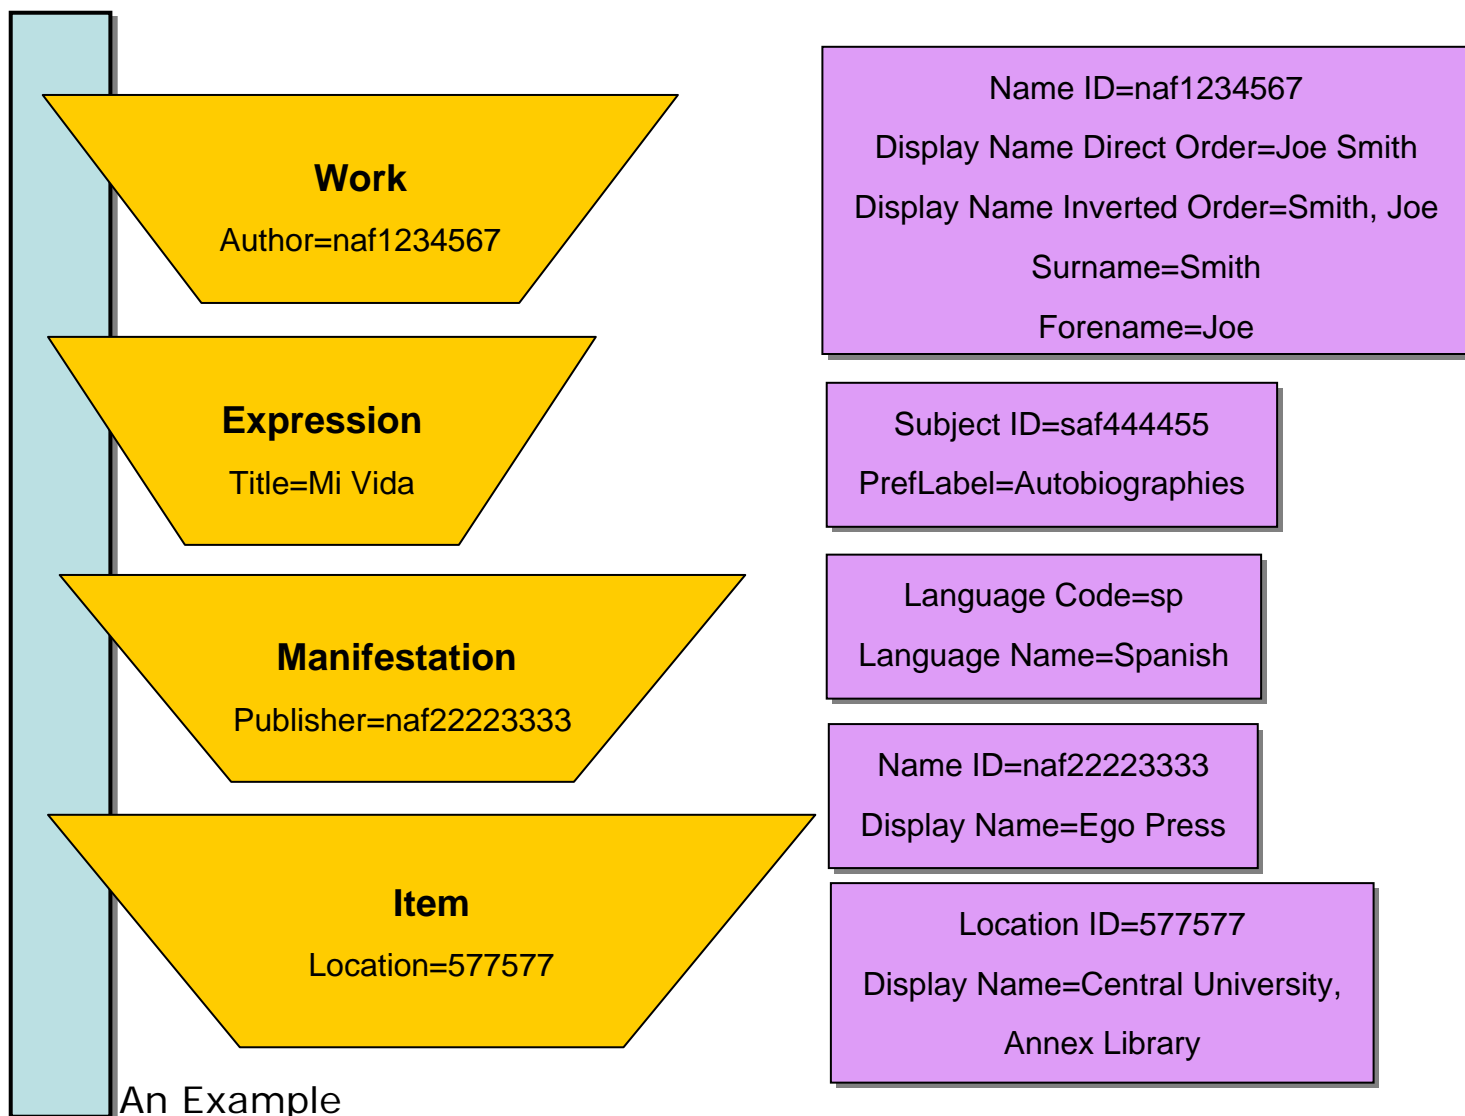 Work
Author=naf1234567
Expression
Title=Mi Vida
Manifestation
Publisher=naf22223333
Item
Location=577577
Name ID=naf1234567
Display Name Direct Order=Joe Smith
Display Name Inverted Order=Smith, Joe
Surname=Smith
Forename=Joe
Subject ID=saf444455
PrefLabel=Autobiographies
Language Code=sp
Language Name=Spanish
Name ID=naf22223333
Display Name=Ego Press
Location ID=577577
Display Name=Central University,
Annex Library
An Example